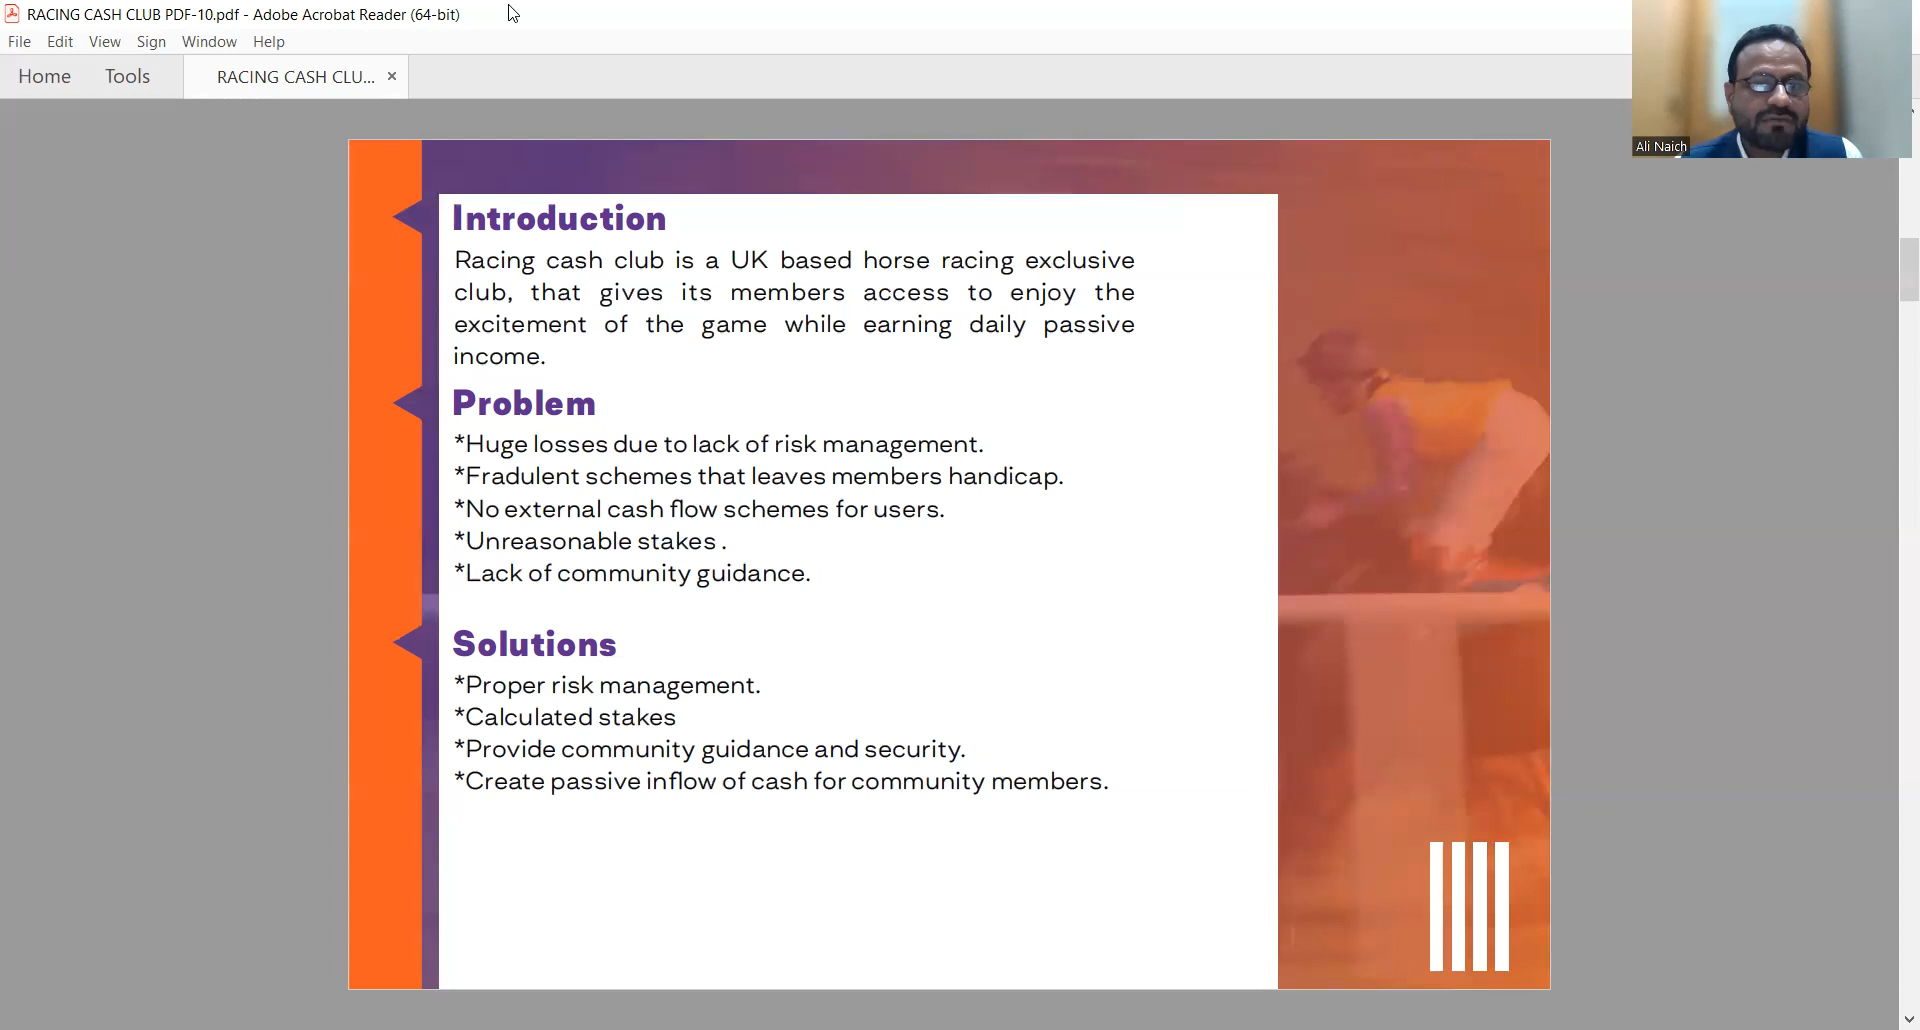 RACING CASH CLUB PDF-10.pdf - Adobe Acrobat Reader (64-bit)
File Edit View Sign Window Help
Home Tools RACING CASH CLU... ×
Ali Naich
Introduction
Racing cash club is a UK based horse racing exclusive
club, that gives its members access to enjoy the
excitement of the game while earning daily passive
income.
Problem
*Huge losses due to lack of risk management.
*Fradulent schemes that leaves members handicap.
*No external cash flow schemes for users.
*Unreasonable stakes .
*Lack of community guidance.
Solutions
*Proper risk management.
*Calculated stakes
*Provide community guidance and security.
*Create passive inflow of cash for community members.